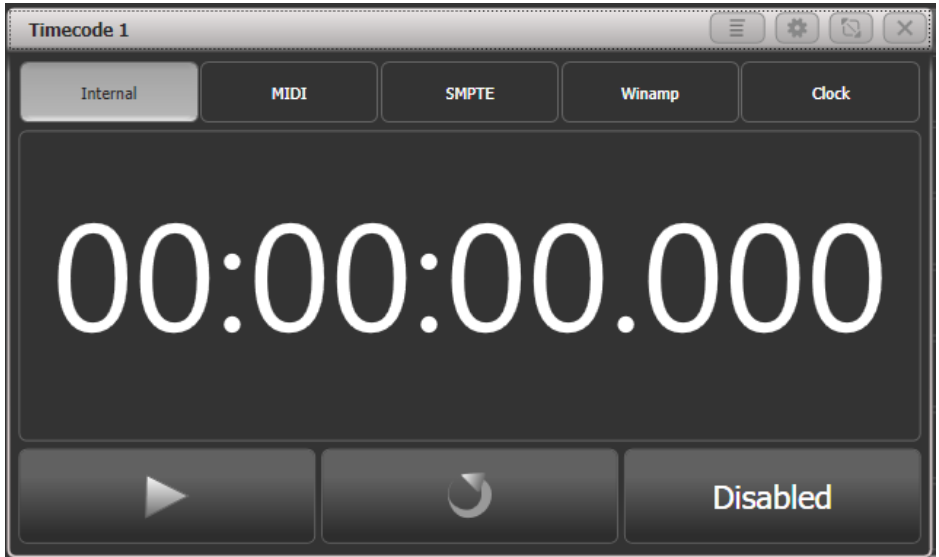 Timecode 1
Internal MIDI SMPTE Winamp Clock
00:00:00.000
Disabled